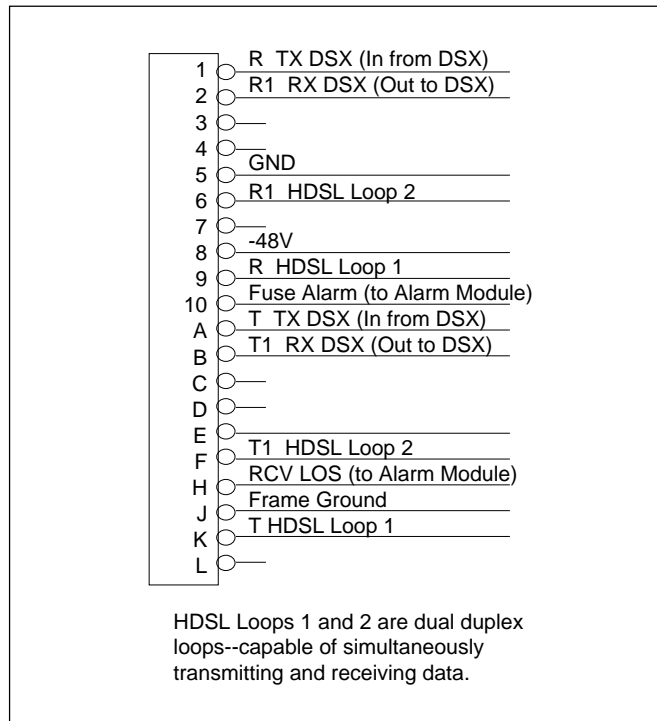 1 R TX DSX (In from DSX)
2 R1 RX DSX (Out to DSX)
3
4
5 GND
6 R1 HDSL Loop 2
7
8 -48V
9 R HDSL Loop 1
10 Fuse Alarm (to Alarm Module)
A T TX DSX (In from DSX)
B T1 RX DSX (Out to DSX)
C
D
E
F T1 HDSL Loop 2
H RCV LOS (to Alarm Module)
J Frame Ground
K T HDSL Loop 1
L
HDSL Loops 1 and 2 are dual duplex
loops--capable of simultaneously
transmitting and receiving data.